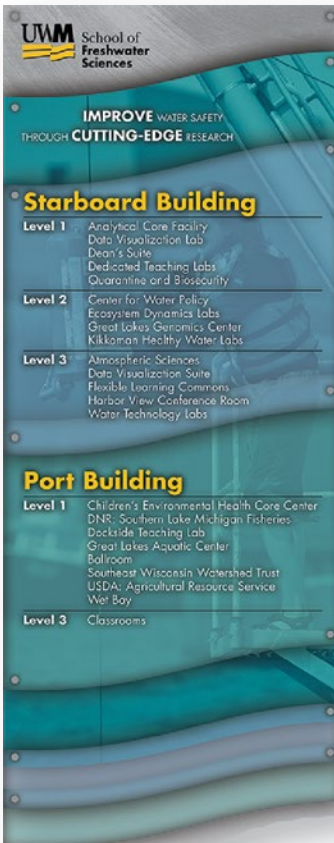 UWM School of
Freshwater
Sciences
IMPROVE WATER SAFETY
THROUGH CUTTING-EDGE RESEARCH
Starboard Building
Level 1 Analytical Core Facility
Data Visualization Lab
Dean's Suite
Dedicated Teaching Labs
Quarantine and Biosecurity
Level 2 Center for Water Policy
Ecosystem Dynamics Labs
Great Lakes Genomics Center
Kikkoman Healthy Water Labs
Level 3 Atmospheric Sciences
Data Visualization Suite
Flexible Learning Commons
Harbor View Conference Room
Water Technology Labs
Port Building
Level 1 Children's Environmental Health Core Center
DNR: Southern Lake Michigan Fisheries
Dockside Teaching Lab
Great Lakes Aquatic Center
Ballroom
Southeast Wisconsin Watershed Trust
USDA: Agricultural Resource Service
Wet Bay
Level 3 Classrooms